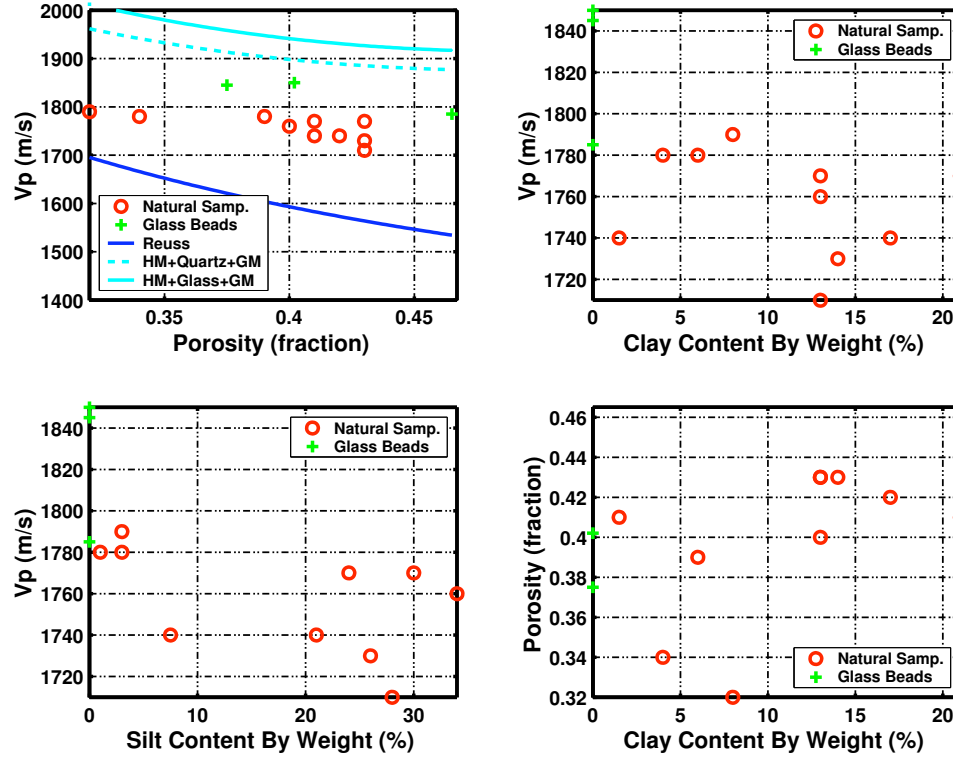 2000
1900
1800
1700
1600
1500
1400
Vp (m/s)
Natural Samp.
Glass Beads
Reuss
HM+Quartz+GM
HM+Glass+GM
0.35
0.4
0.45
Porosity (fraction)
1840
1820
1800
1780
1760
1740
1720
Vp (m/s)
Natural Samp.
Glass Beads
0
5
10
15
20
Clay Content By Weight (%)
1840
1820
1800
1780
1760
1740
1720
Vp (m/s)
Natural Samp.
Glass Beads
0
10
20
30
Silt Content By Weight (%)
0.46
0.44
0.42
0.4
0.38
0.36
0.34
0.32
Porosity (fraction)
Natural Samp.
Glass Beads
0
5
10
15
20
Clay Content By Weight (%)